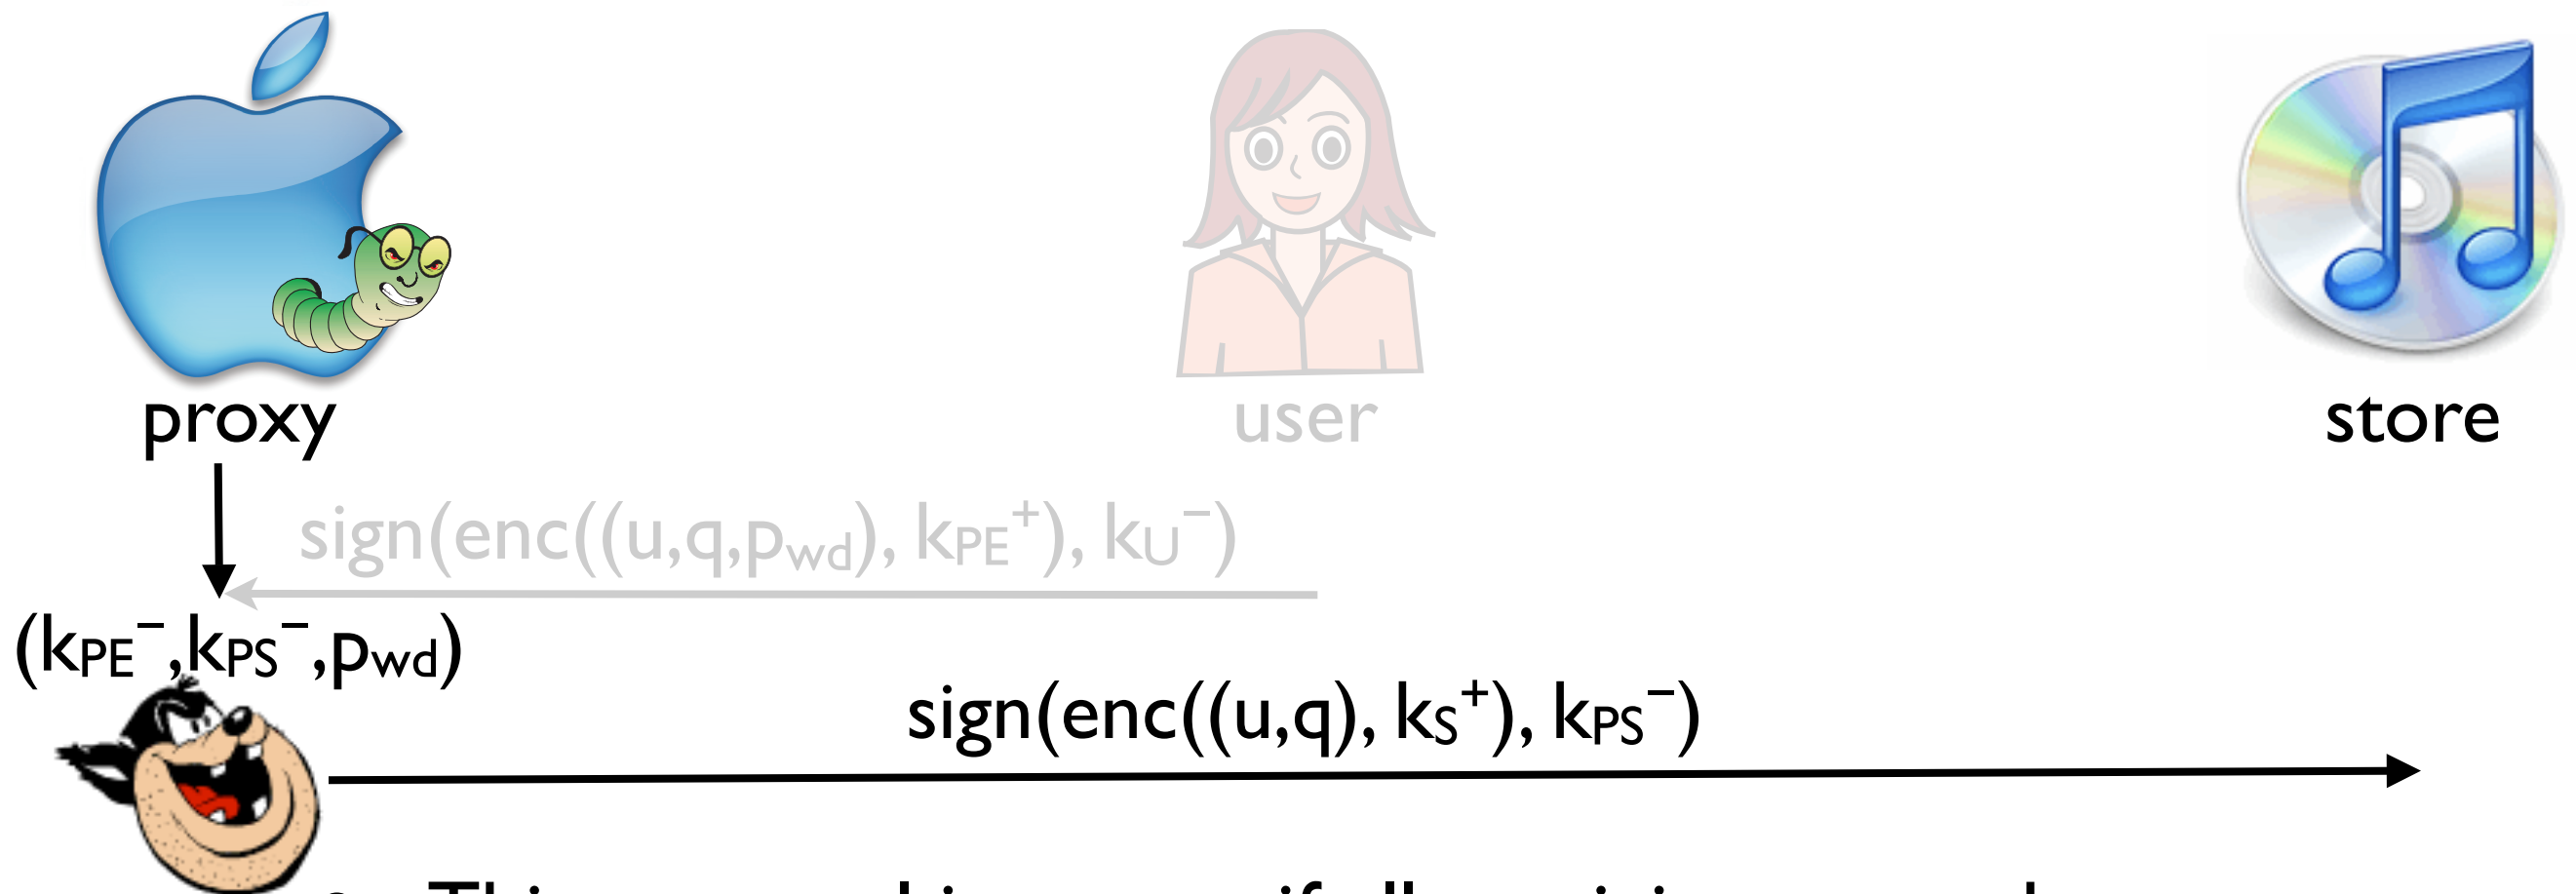 proxy
user
store
sign(enc((u,q,pwd), kPE+), kU−)
(kPE−,kPS−,pwd)
sign(enc((u,q), kS+), kPS−)